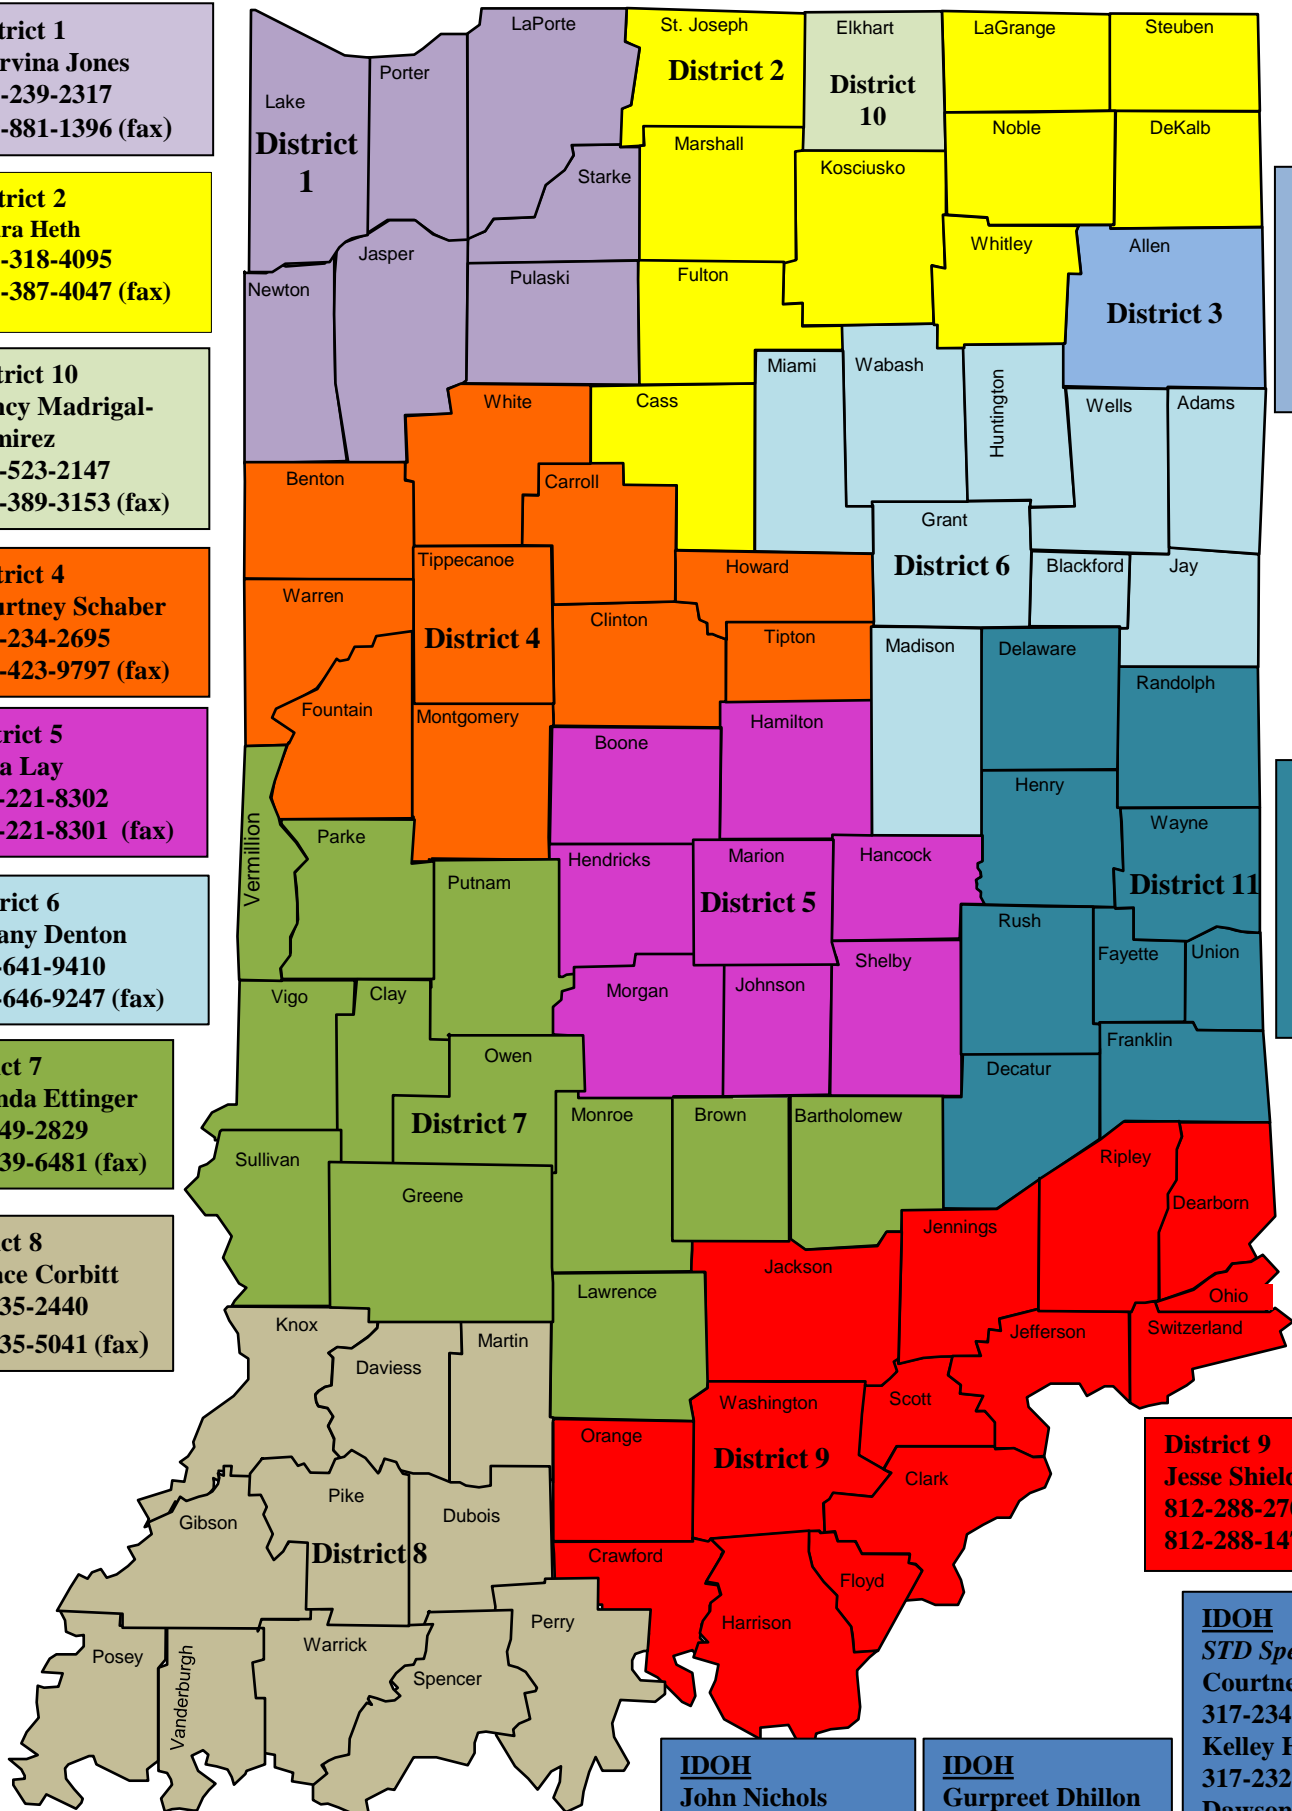 trict 1
rvina Jones
-239-2317
-881-1396 (fax)
trict 2
ra Heth
-318-4095
-387-4047 (fax)
trict 10
ncy Madrigal-
mirez
-523-2147
-389-3153 (fax)
trict 4
urtney Schaber
-234-2695
-423-9797 (fax)
trict 5
a Lay
-221-8302
-221-8301 (fax)
rict 6
any Denton
-641-9410
-646-9247 (fax)
ct 7
nda Ettinger
49-2829
39-6481 (fax)
ct 8
ace Corbitt
35-2440
35-5041 (fax)
LaPorte
St. Joseph
Elkhart
LaGrange
Steuben
Porter
District 2
District
10
Lake
District
1
Noble
DeKalb
Marshall
Starke
Kosciusko
Jasper
Whitley
Allen
Newton
Pulaski
Fulton
District 3
Miami
Wabash
Huntington
White
Cass
Wells
Adams
Benton
Carroll
Grant
Tippecanoe
Howard
District 6
Blackford
Jay
Warren
Clinton
District 4
Tipton
Madison
Delaware
Randolph
Fountain
Montgomery
Hamilton
Boone
Henry
Vermillion
Parke
Wayne
Hendricks
Marion
Hancock
Putnam
District 5
District 11
Rush
Fayette
Union
Shelby
Vigo
Clay
Morgan
Johnson
Owen
Franklin
Decatur
District 7
Monroe
Brown
Bartholomew
Sullivan
Ripley
Greene
Dearborn
Jennings
Jackson
Lawrence
Ohio
Knox
Martin
Jefferson
Switzerland
Daviess
Washington
Scott
Orange
District 9
Clark
Pike
Gibson
Dubois
District 8
Crawford
Floyd
Perry
Harrison
Warrick
Posey
Vanderburgh
Spencer
District 9
Jesse Shiel
812-288-27
812-288-14
IDOH
STD Spe
Courtne
317-234
Kelley H
317-232
Dawson
IDOH
John Nichols
IDOH
Gurpreet Dhillon